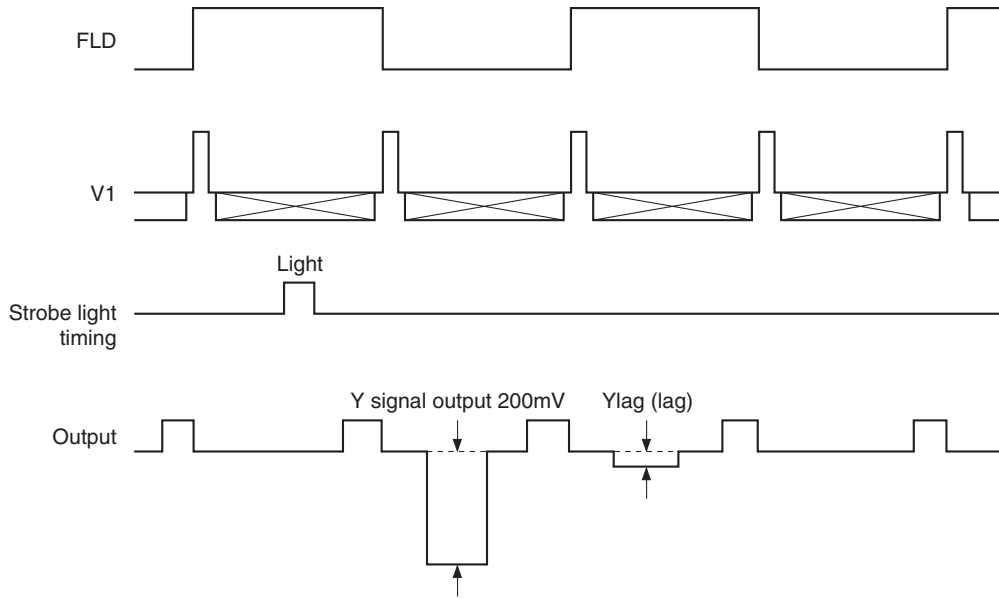 FLD
V1
Light
Strobe light
timing
Y signal output 200mV
Ylag (lag)
Output